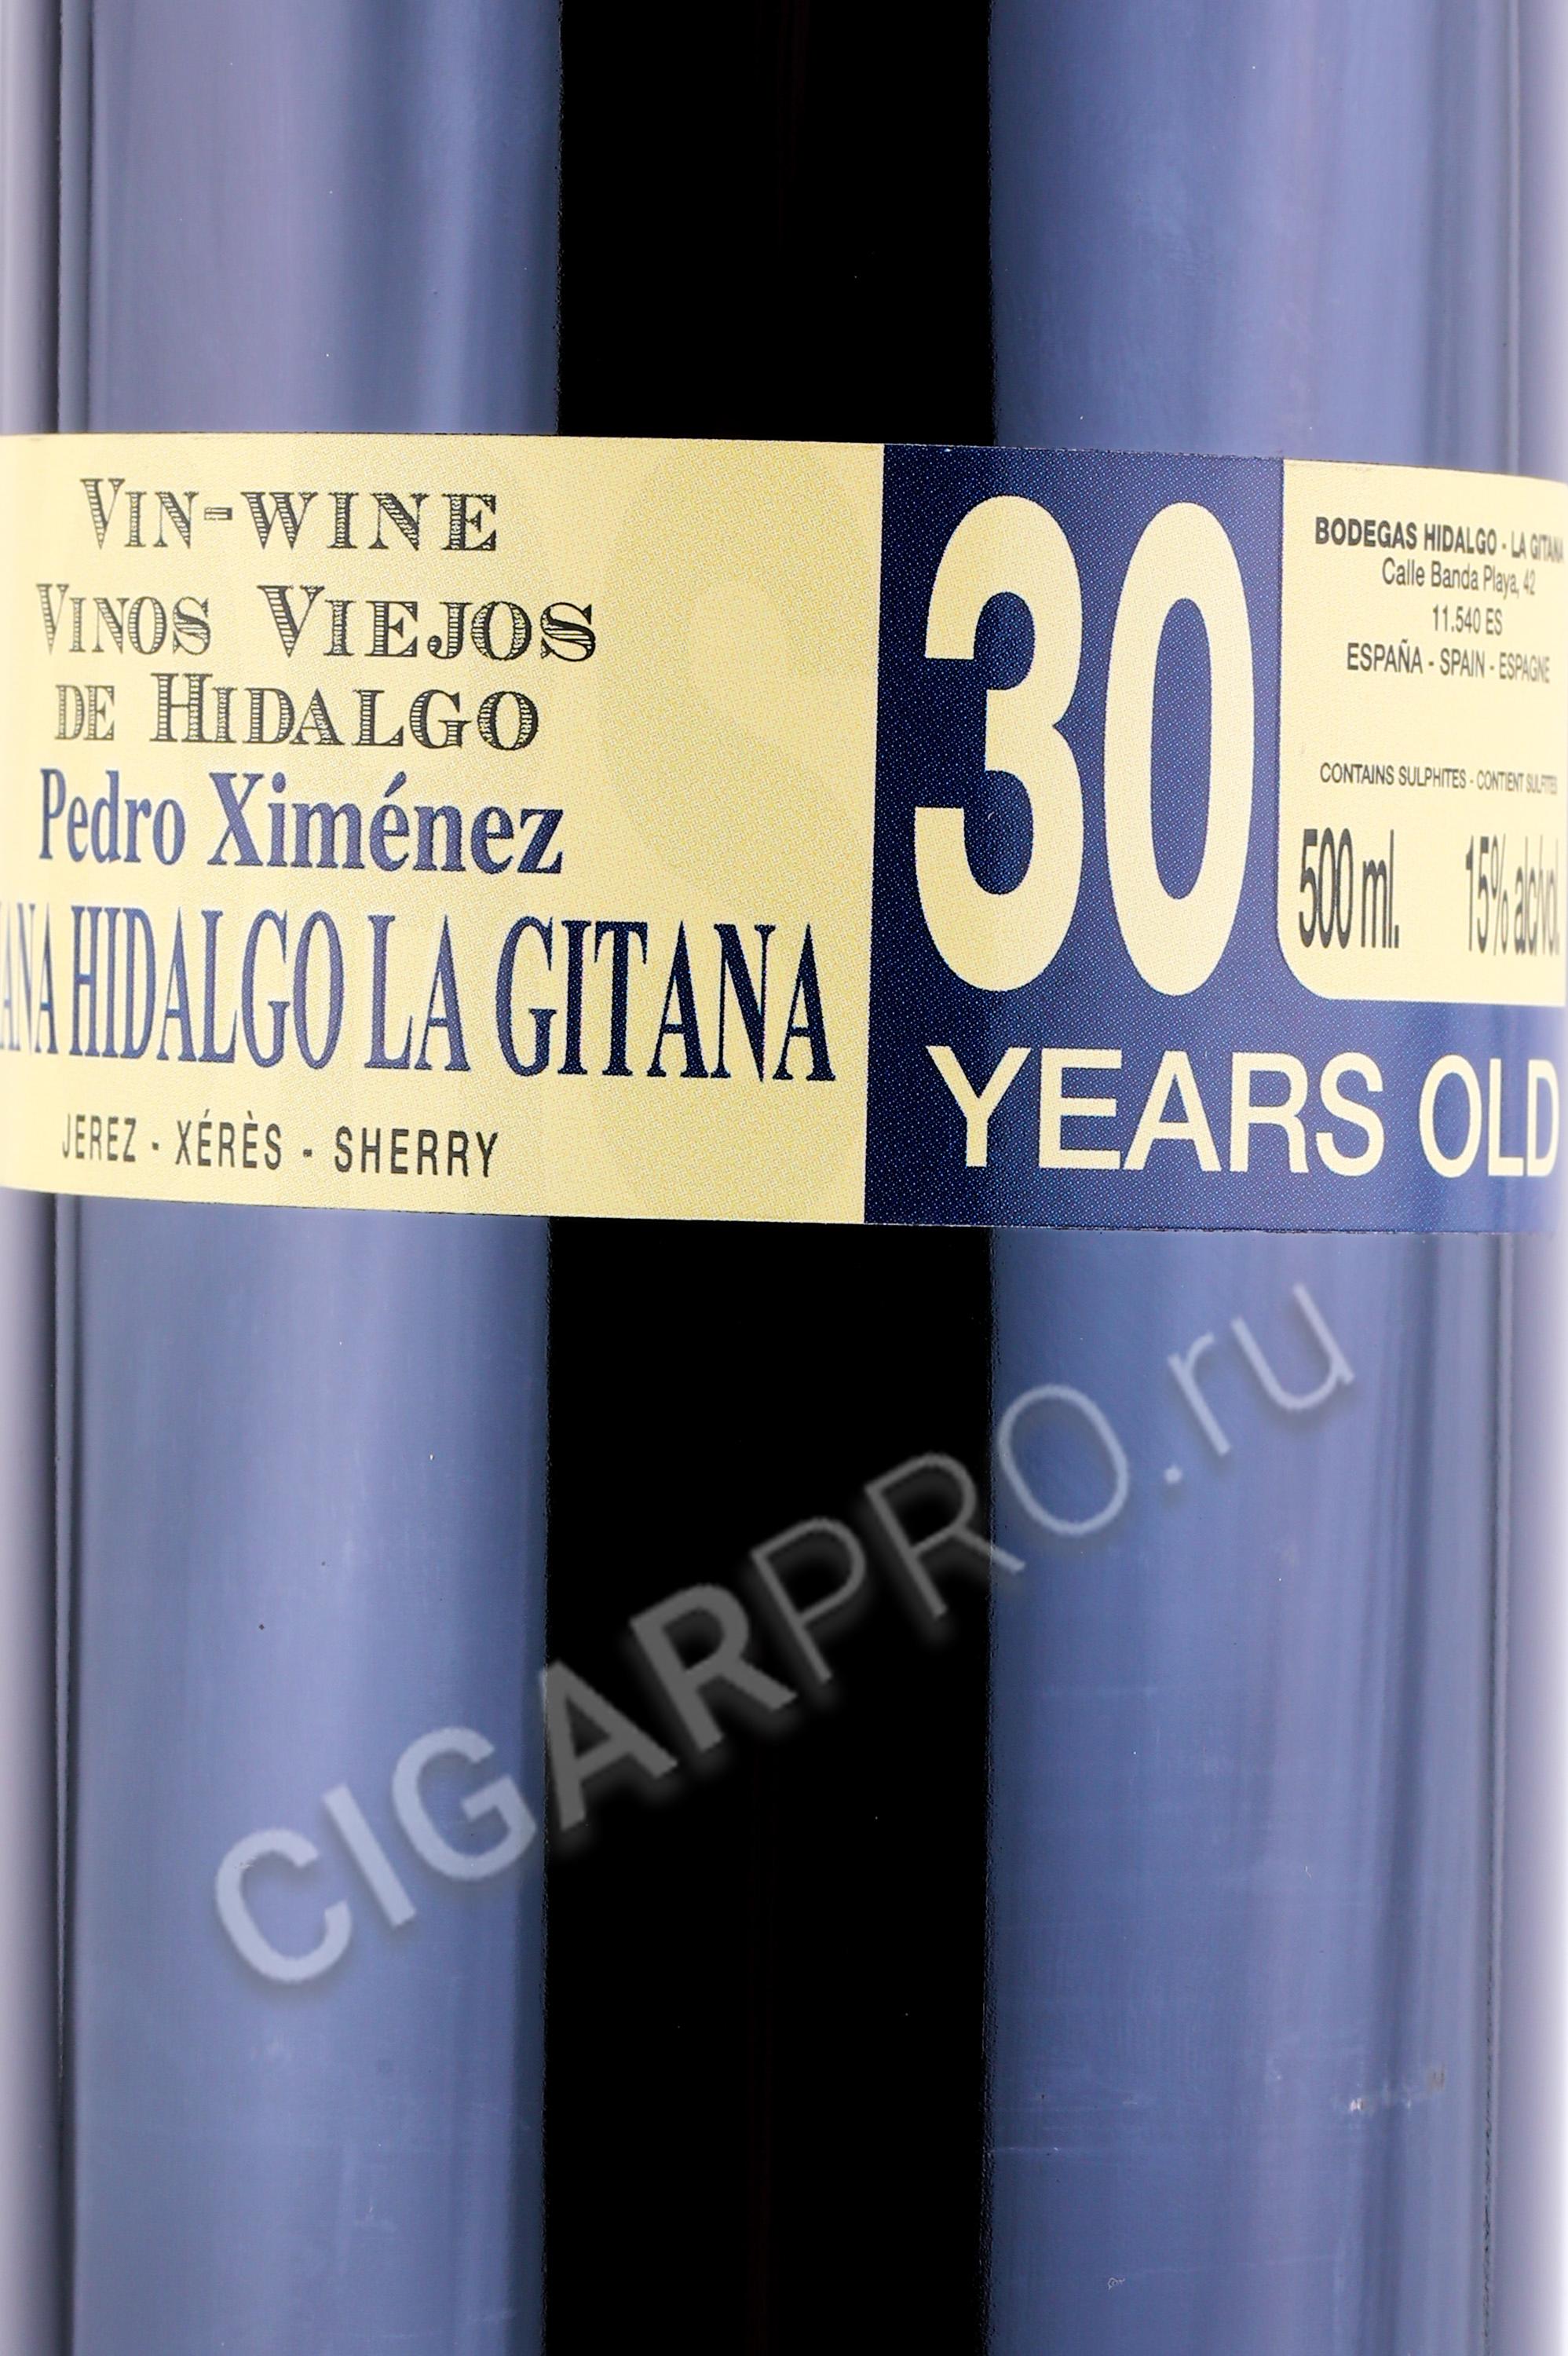 VIN-WINE
VINOS VIEJOS
DE HIDALGO
Pedro Ximénez
HIDALGO LA GITANA
JEREZ - XÉRÈS - SHERRY
30
YEARS OLD
BODEGAS HIDALGO - LA GITANA
Calle Banda Playa, 42
11.540 ES
ESPAÑA - SPAIN - ESPAGNE
CONTAINS SULPHITES - CONTIENT SULFITES
500 ml. 15% alc/vol
CIGARPRO.ru